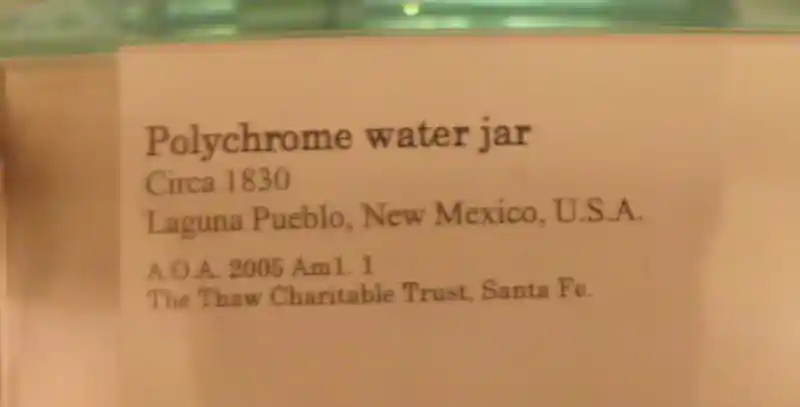 Polychrome water jar
Circa 1830
Laguna Pueblo, New Mexico, U.S.A.
A.O.A. 2005 Am1. 1
The Thaw Charitable Trust, Santa Fe.